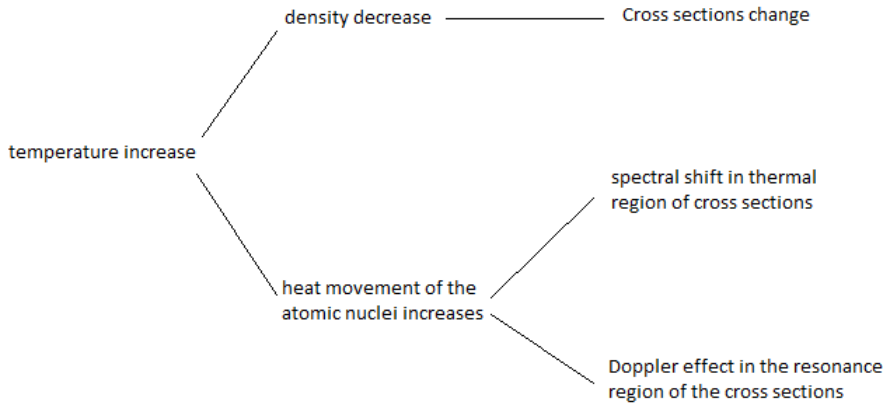 density decrease
Cross sections change
temperature increase
spectral shift in thermal
region of cross sections
heat movement of the
atomic nuclei increases
Doppler effect in the resonance
region of the cross sections